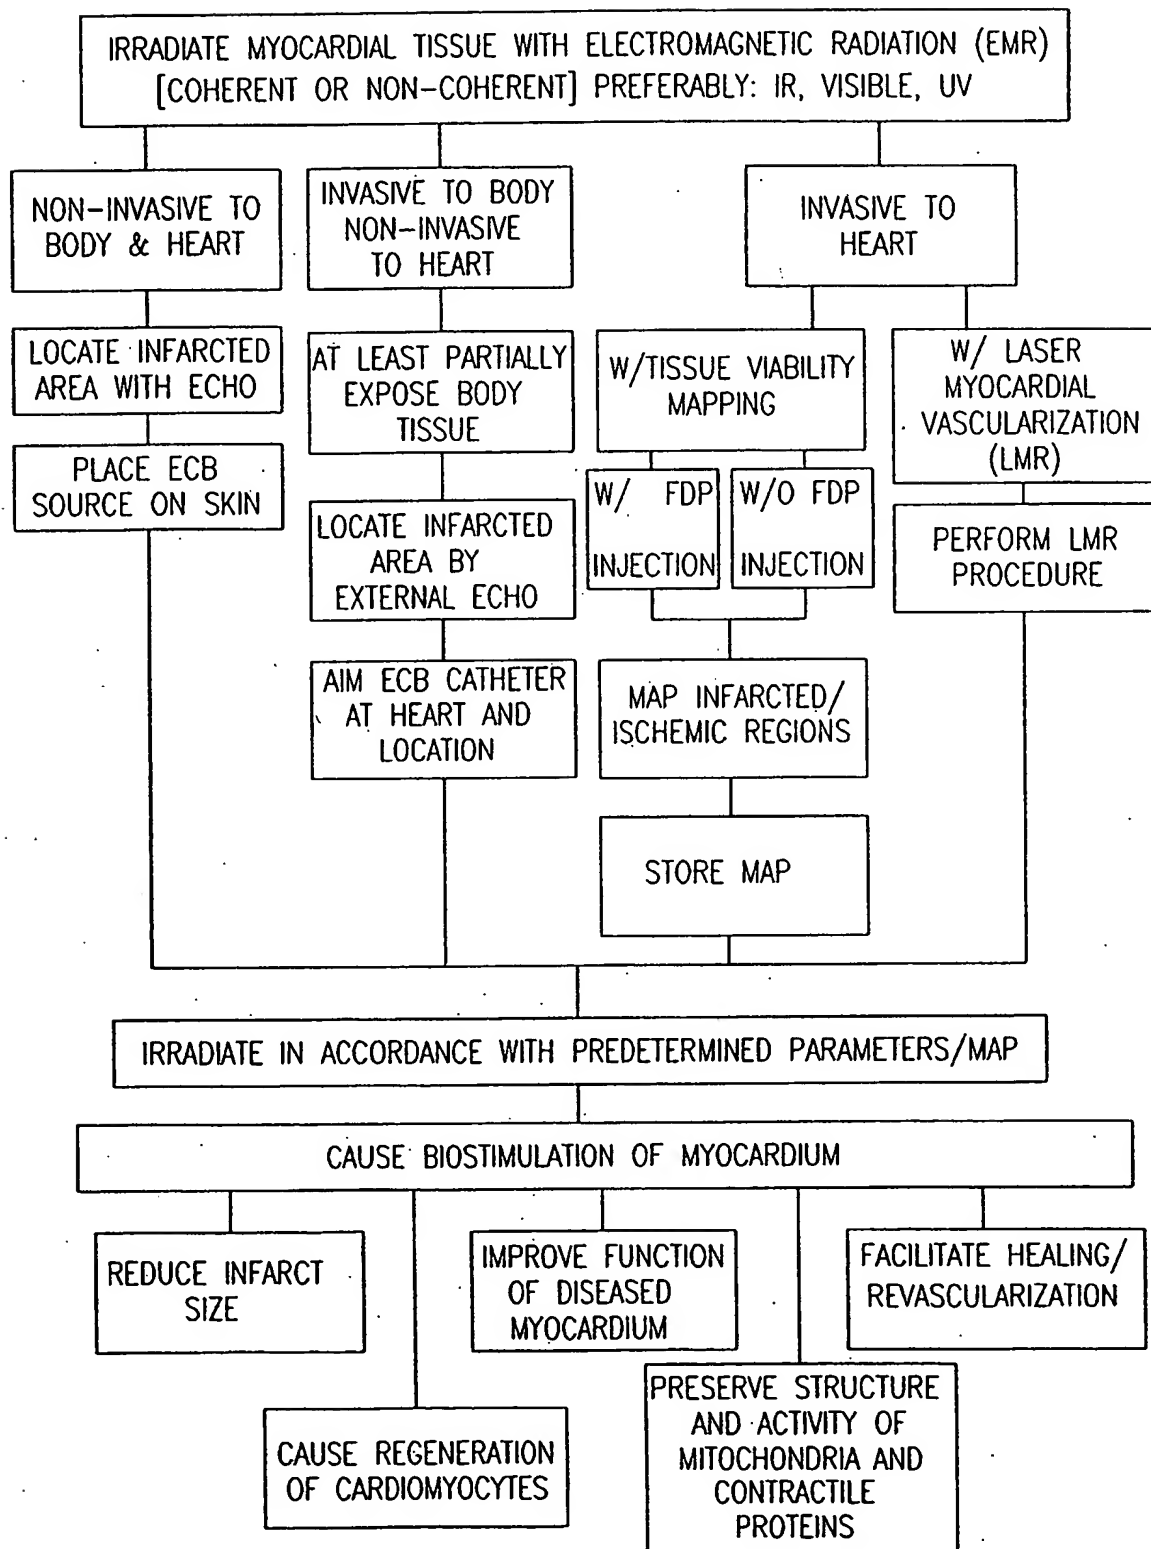 IRRADIATE MYOCARDIAL TISSUE WITH ELECTROMAGNETIC RADIATION (EMR)
[COHERENT OR NON-COHERENT] PREFERABLY: IR, VISIBLE, UV
NON-INVASIVE TO
BODY & HEART
INVASIVE TO BODY
NON-INVASIVE
TO HEART
INVASIVE TO
HEART
LOCATE INFARCTED
AREA WITH ECHO
PLACE ECB
SOURCE ON SKIN
AT LEAST PARTIALLY
EXPOSE BODY
TISSUE
LOCATE INFARCTED
AREA BY
EXTERNAL ECHO
AIM ECB CATHETER
AT HEART AND
LOCATION
W/TISSUE VIABILITY
MAPPING
W/ FDP
INJECTION
W/O FDP
INJECTION
MAP INFARCTED/
ISCHEMIC REGIONS
STORE MAP
W/ LASER
MYOCARDIAL
VASCULARIZATION
(LMR)
PERFORM LMR
PROCEDURE
IRRADIATE IN ACCORDANCE WITH PREDETERMINED PARAMETERS/MAP
CAUSE BIOSTIMULATION OF MYOCARDIUM
REDUCE INFARCT
SIZE
CAUSE REGENERATION
OF CARDIOMYOCYTES
IMPROVE FUNCTION
OF DISEASED
MYOCARDIUM
PRESERVE STRUCTURE
AND ACTIVITY OF
MITOCHONDRIA AND
CONTRACTILE
PROTEINS
FACILITATE HEALING/
REVASCULARIZATION